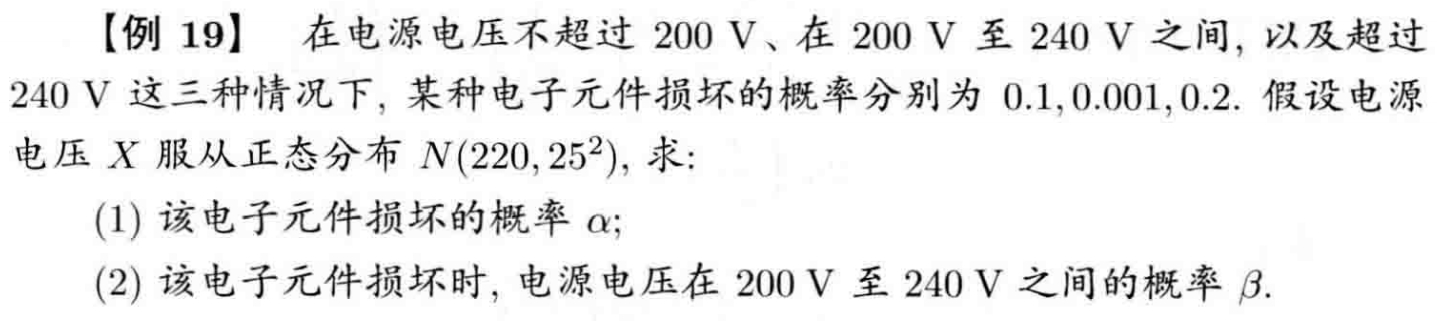 【例 19】 在电源电压不超过 200 V、在 200 V 至 240 V 之间, 以及超过
240 V 这三种情况下, 某种电子元件损坏的概率分别为 0.1, 0.001, 0.2. 假设电源
电压 X 服从正态分布 N(220, 25²), 求:
(1) 该电子元件损坏的概率 α;
(2) 该电子元件损坏时, 电源电压在 200 V 至 240 V 之间的概率 β.